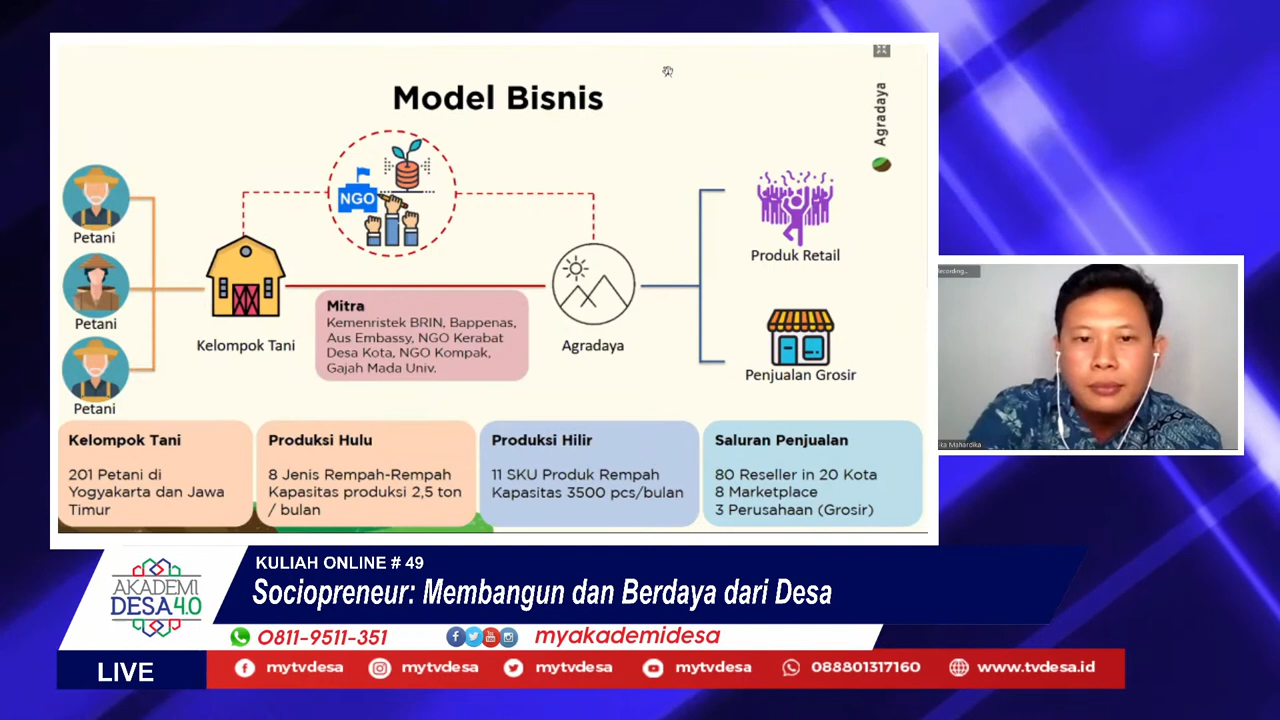 Model Bisnis
Agradaya
NGO
Petani
Petani
Petani
Kelompok Tani
Mitra
Kemenristek BRIN, Bappenas,
Aus Embassy, NGO Kerabat
Desa Kota, NGO Kompak,
Gajah Mada Univ.
Agradaya
Produk Retail
Penjualan Grosir
Kelompok Tani
201 Petani di
Yogyakarta dan Jawa
Timur
Produksi Hulu
8 Jenis Rempah-Rempah
Kapasitas produksi 2,5 ton
/ bulan
Produksi Hilir
11 SKU Produk Rempah
Kapasitas 3500 pcs/bulan
Saluran Penjualan
80 Reseller in 20 Kota
8 Marketplace
3 Perusahaan (Grosir)
ecording...
ika Mahardika
AKADEMI
DESA 4.0
KULIAH ONLINE # 49
Sociopreneur: Membangun dan Berdaya dari Desa
0811-9511-351
myakademidesa
LIVE
mytvdesa
mytvdesa
mytvdesa
mytvdesa
088801317160
www.tvdesa.id